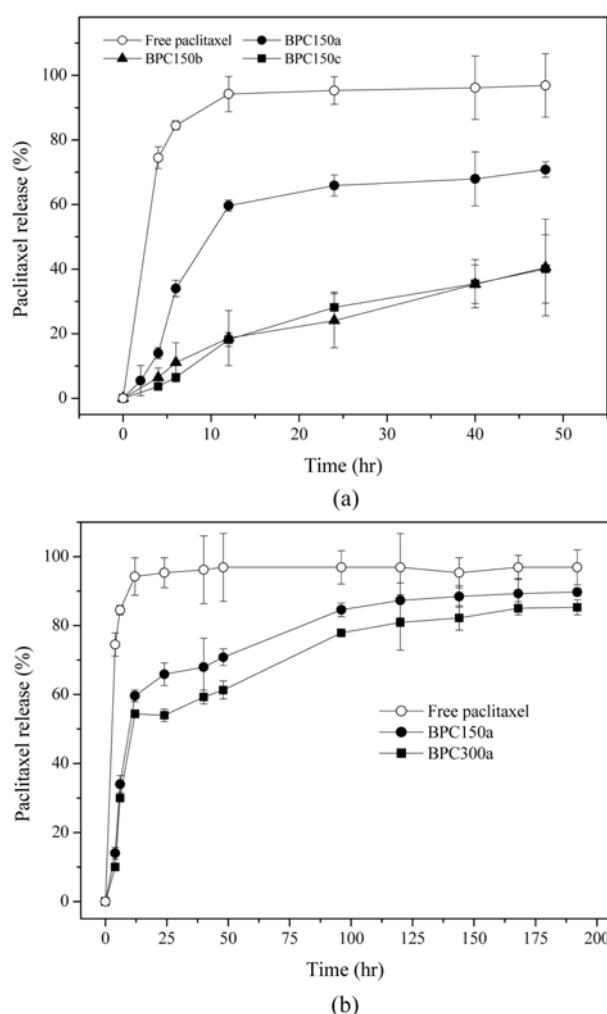 Free paclitaxel BPC150a
BPC150b BPC150c
100
80
60
40
20
0
Paclitaxel release (%)
0 10 20 30 40 50
Time (hr)
(a)
100
80
60
40
20
0
Paclitaxel release (%)
Free paclitaxel
BPC150a
BPC300a
0 25 50 75 100 125 150 175 200
Time (hr)
(b)